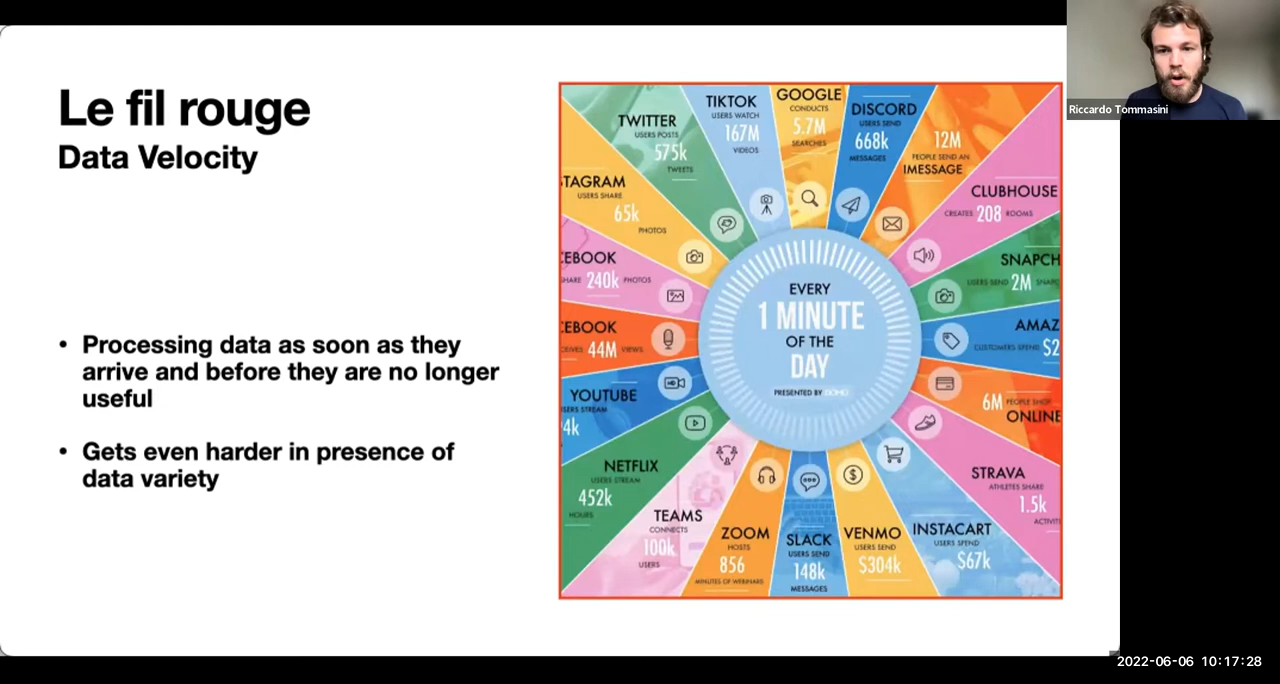 Riccardo Tommasini
Le fil rouge
Data Velocity
• Processing data as soon as they
arrive and before they are no longer
useful
• Gets even harder in presence of
data variety
EVERY
1 MINUTE
OF THE
DAY
PRESENTED BY DOMO
GOOGLE
CONDUCTS
5.7M
SEARCHES
DISCORD
USERS SEND
668k
MESSAGES
12M
PEOPLE SEND AN
IMESSAGE
CLUBHOUSE
CREATES 208 ROOMS
SNAPCH
USERS SEND 2M SNAPC
AMAZ
CUSTOMERS SPEND $2
6M PEOPLE SHOP
ONLINE
STRAVA
ATHLETES SHARE
1.5k
ACTIVITI
INSTACART
USERS SPEND
$67k
VENMO
USERS SEND
$304k
SLACK
USERS SEND
148k
MESSAGES
ZOOM
HOSTS
856
MINUTES OF WEBINARS
TEAMS
CONNECTS
100k
USERS
NETFLIX
USERS STREAM
452k
HOURS
YOUTUBE
USERS STREAM
4k
CEBOOK
CEIVES 44M VIEWS
CEBOOK
SHARE 240k PHOTOS
STAGRAM
USERS SHARE
65k
PHOTOS
TWITTER
USERS POSTS
575k
TWEETS
TIKTOK
USERS WATCH
167M
VIDEOS
2022-06-06 10:17:28